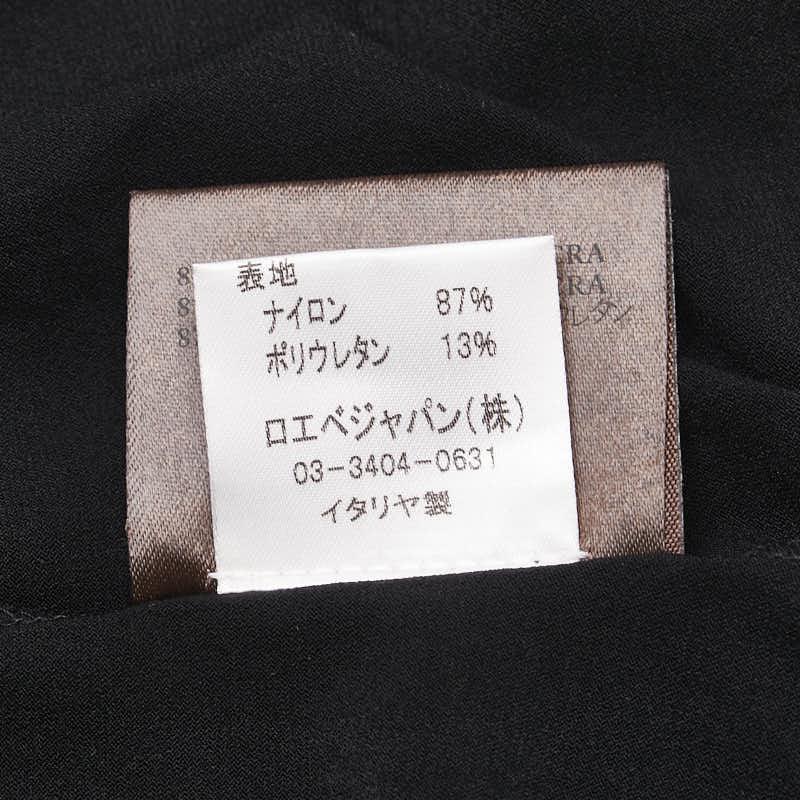 表地
ナイロン 87%
ポリウレタン 13%
ロエベジャパン(株)
03-3404-0631
イタリヤ製